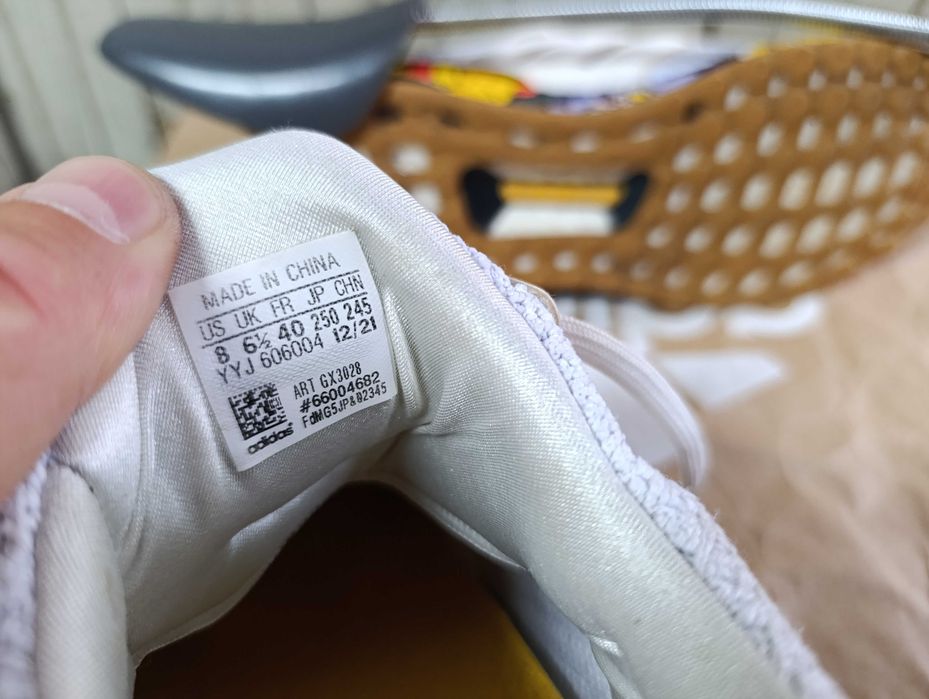 MADE IN CHINA
US UK FR JP CHN
8 6½ 40 250 245
YYJ 606004 12/21
ART GX3028
#66004682
FdMG5JP&82345
adidas